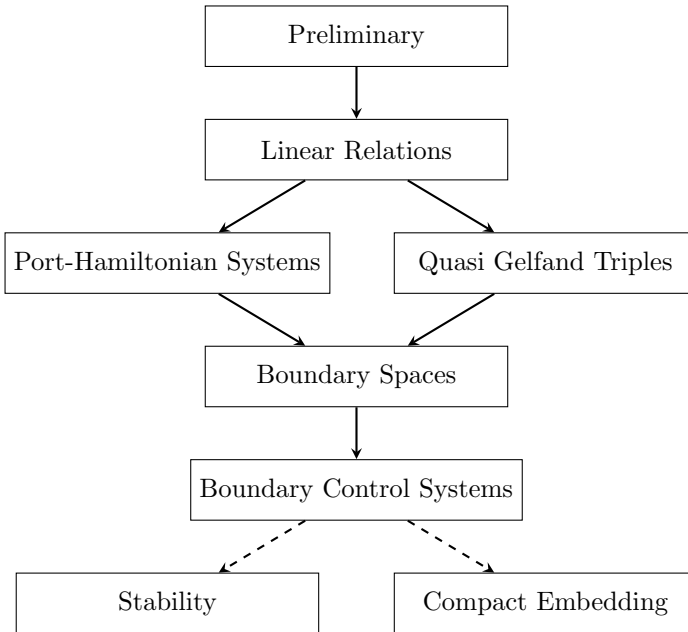 Preliminary
Linear Relations
Port-Hamiltonian Systems
Quasi Gelfand Triples
Boundary Spaces
Boundary Control Systems
Stability
Compact Embedding